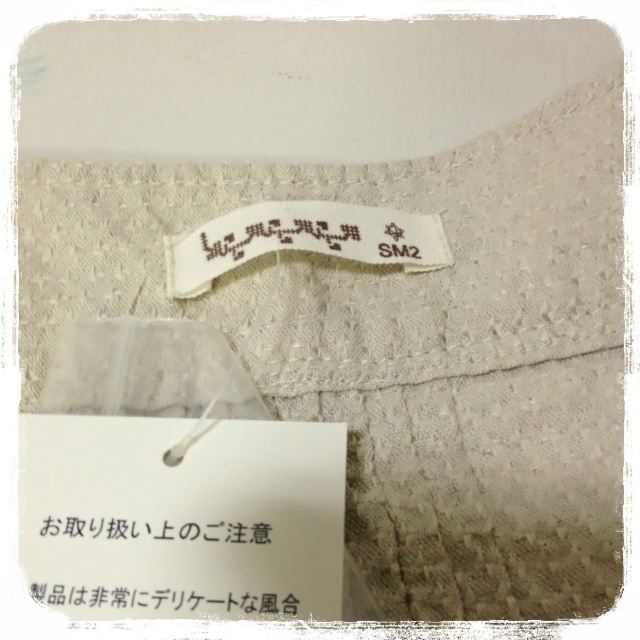 SM2
お取り扱い上のご注意
製品は非常にデリケートな風合